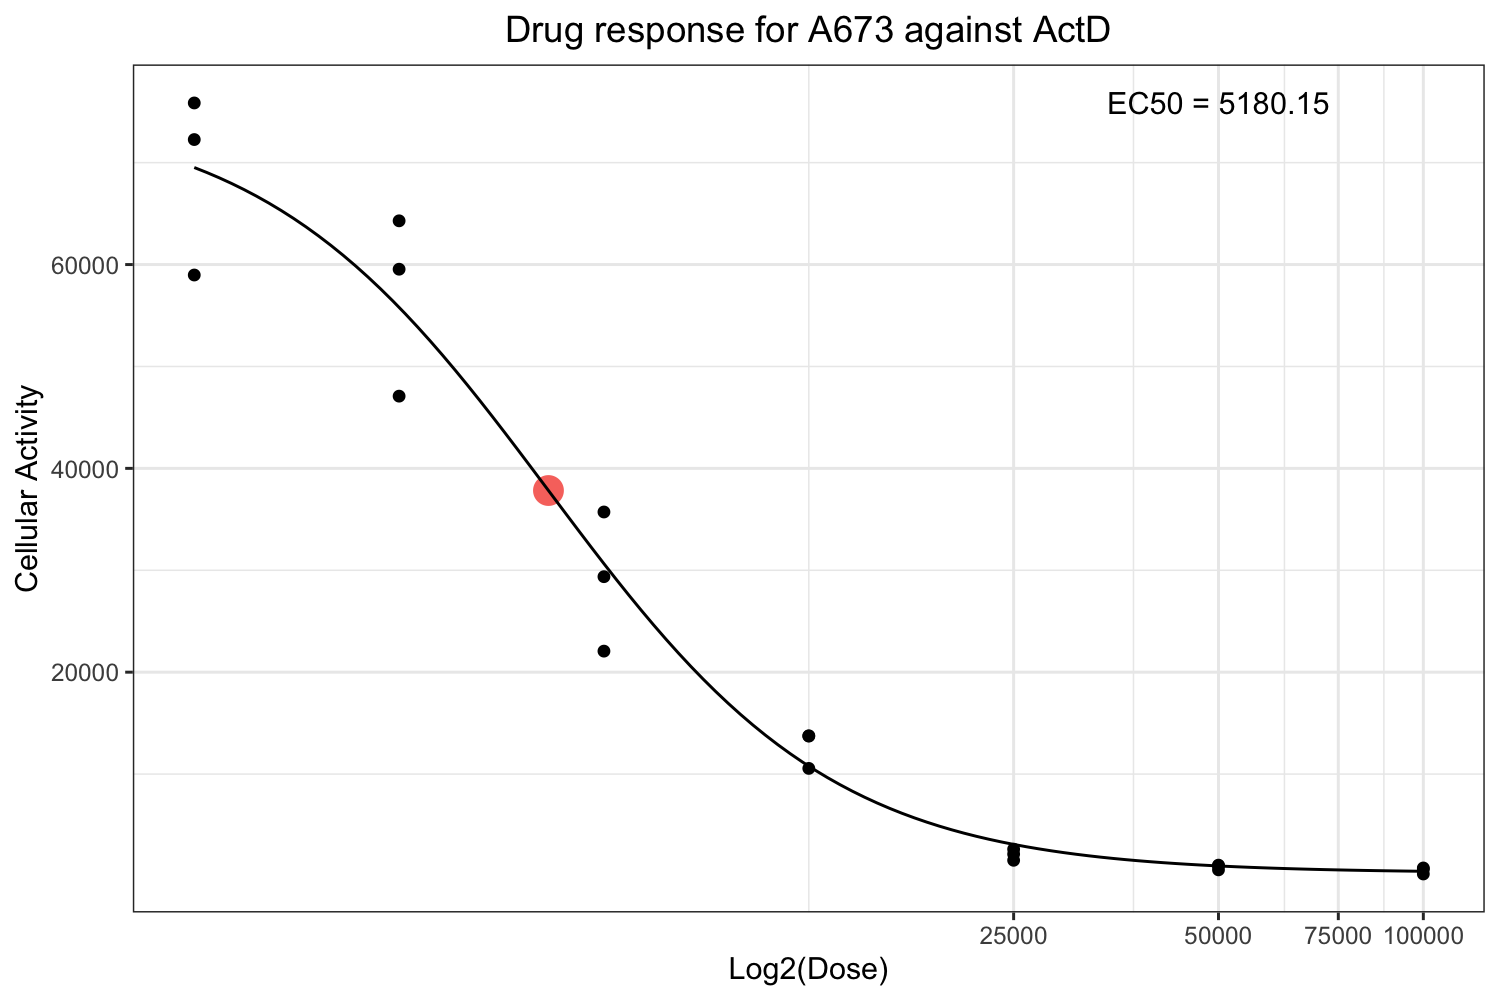 Drug response for A673 against ActD
EC50 = 5180.15
60000
40000
20000
Cellular Activity
25000 50000 75000 100000
Log2(Dose)